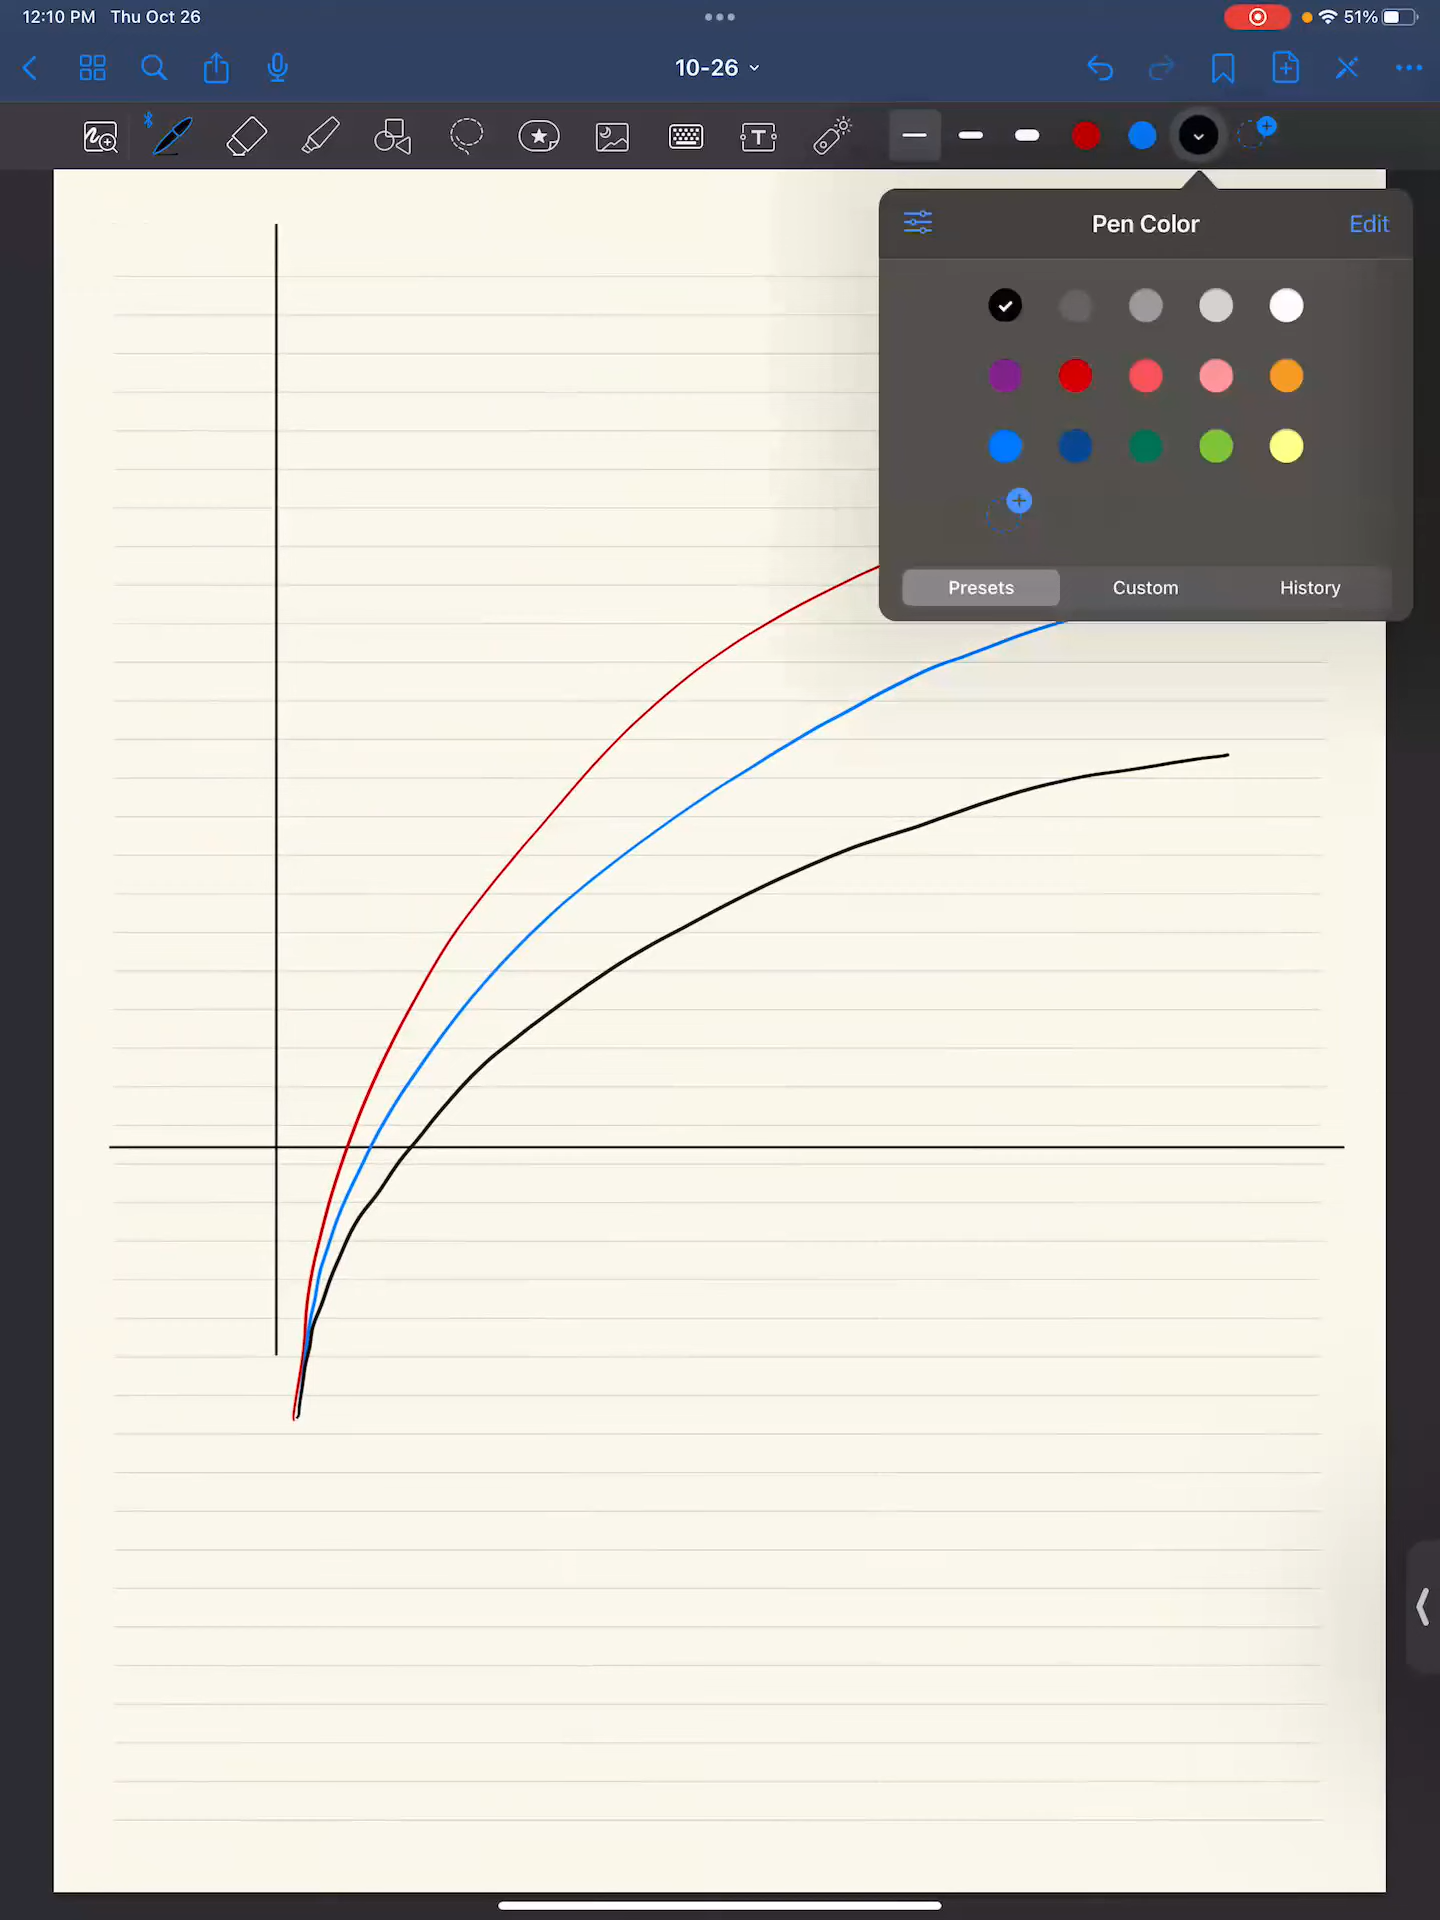 12:10 PM Thu Oct 26
51%
10-26
T
Pen Color
Edit
Presets
Custom
History